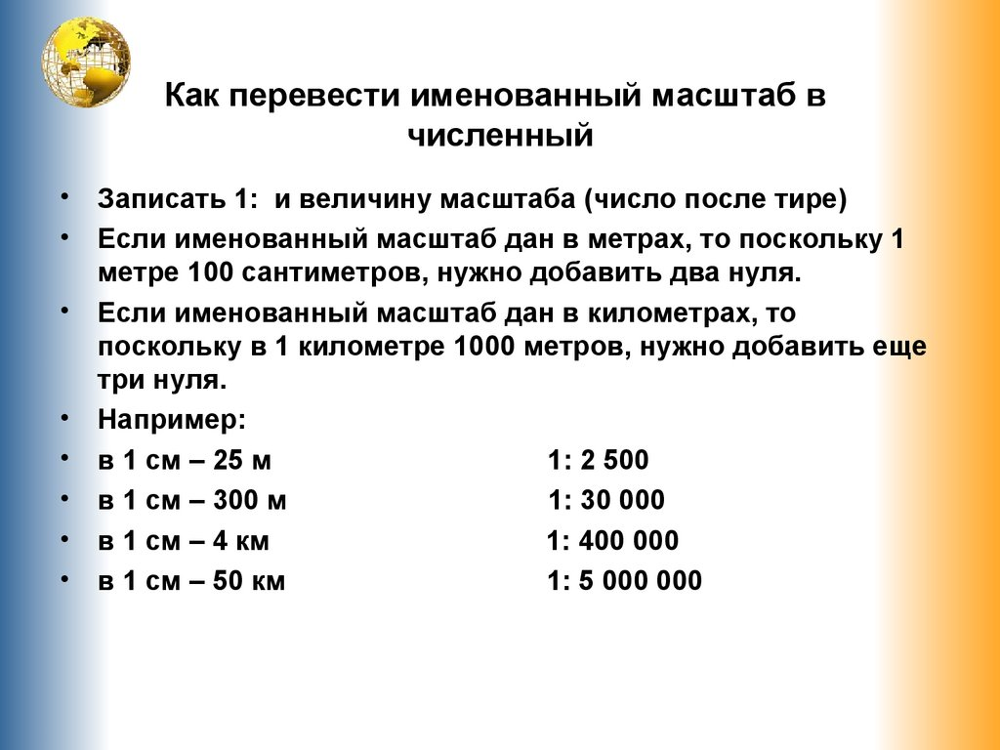 Как перевести именованный масштаб в
численный
• Записать 1:  и величину масштаба (число после тире)
• Если именованный масштаб дан в метрах, то поскольку 1
метре 100 сантиметров, нужно добавить два нуля.
• Если именованный масштаб дан в километрах, то
поскольку в 1 километре 1000 метров, нужно добавить еще
три нуля.
• Например:
• в 1 см – 25 м 1: 2 500
• в 1 см – 300 м 1: 30 000
• в 1 см – 4 км 1: 400 000
• в 1 см – 50 км 1: 5 000 000